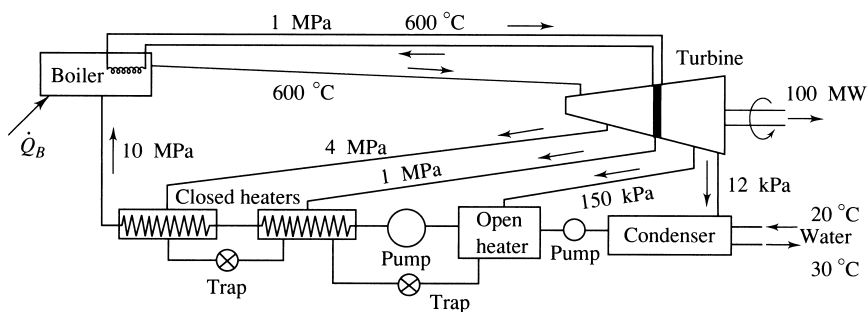 1 MPa 600 °C
Turbine
Boiler
600 °C
100 MW
Q̇_B
10 MPa
4 MPa
1 MPa
150 kPa
12 kPa
Closed heaters
Open
heater
Condenser
20 °C
Water
30 °C
Pump
Pump
Trap
Trap